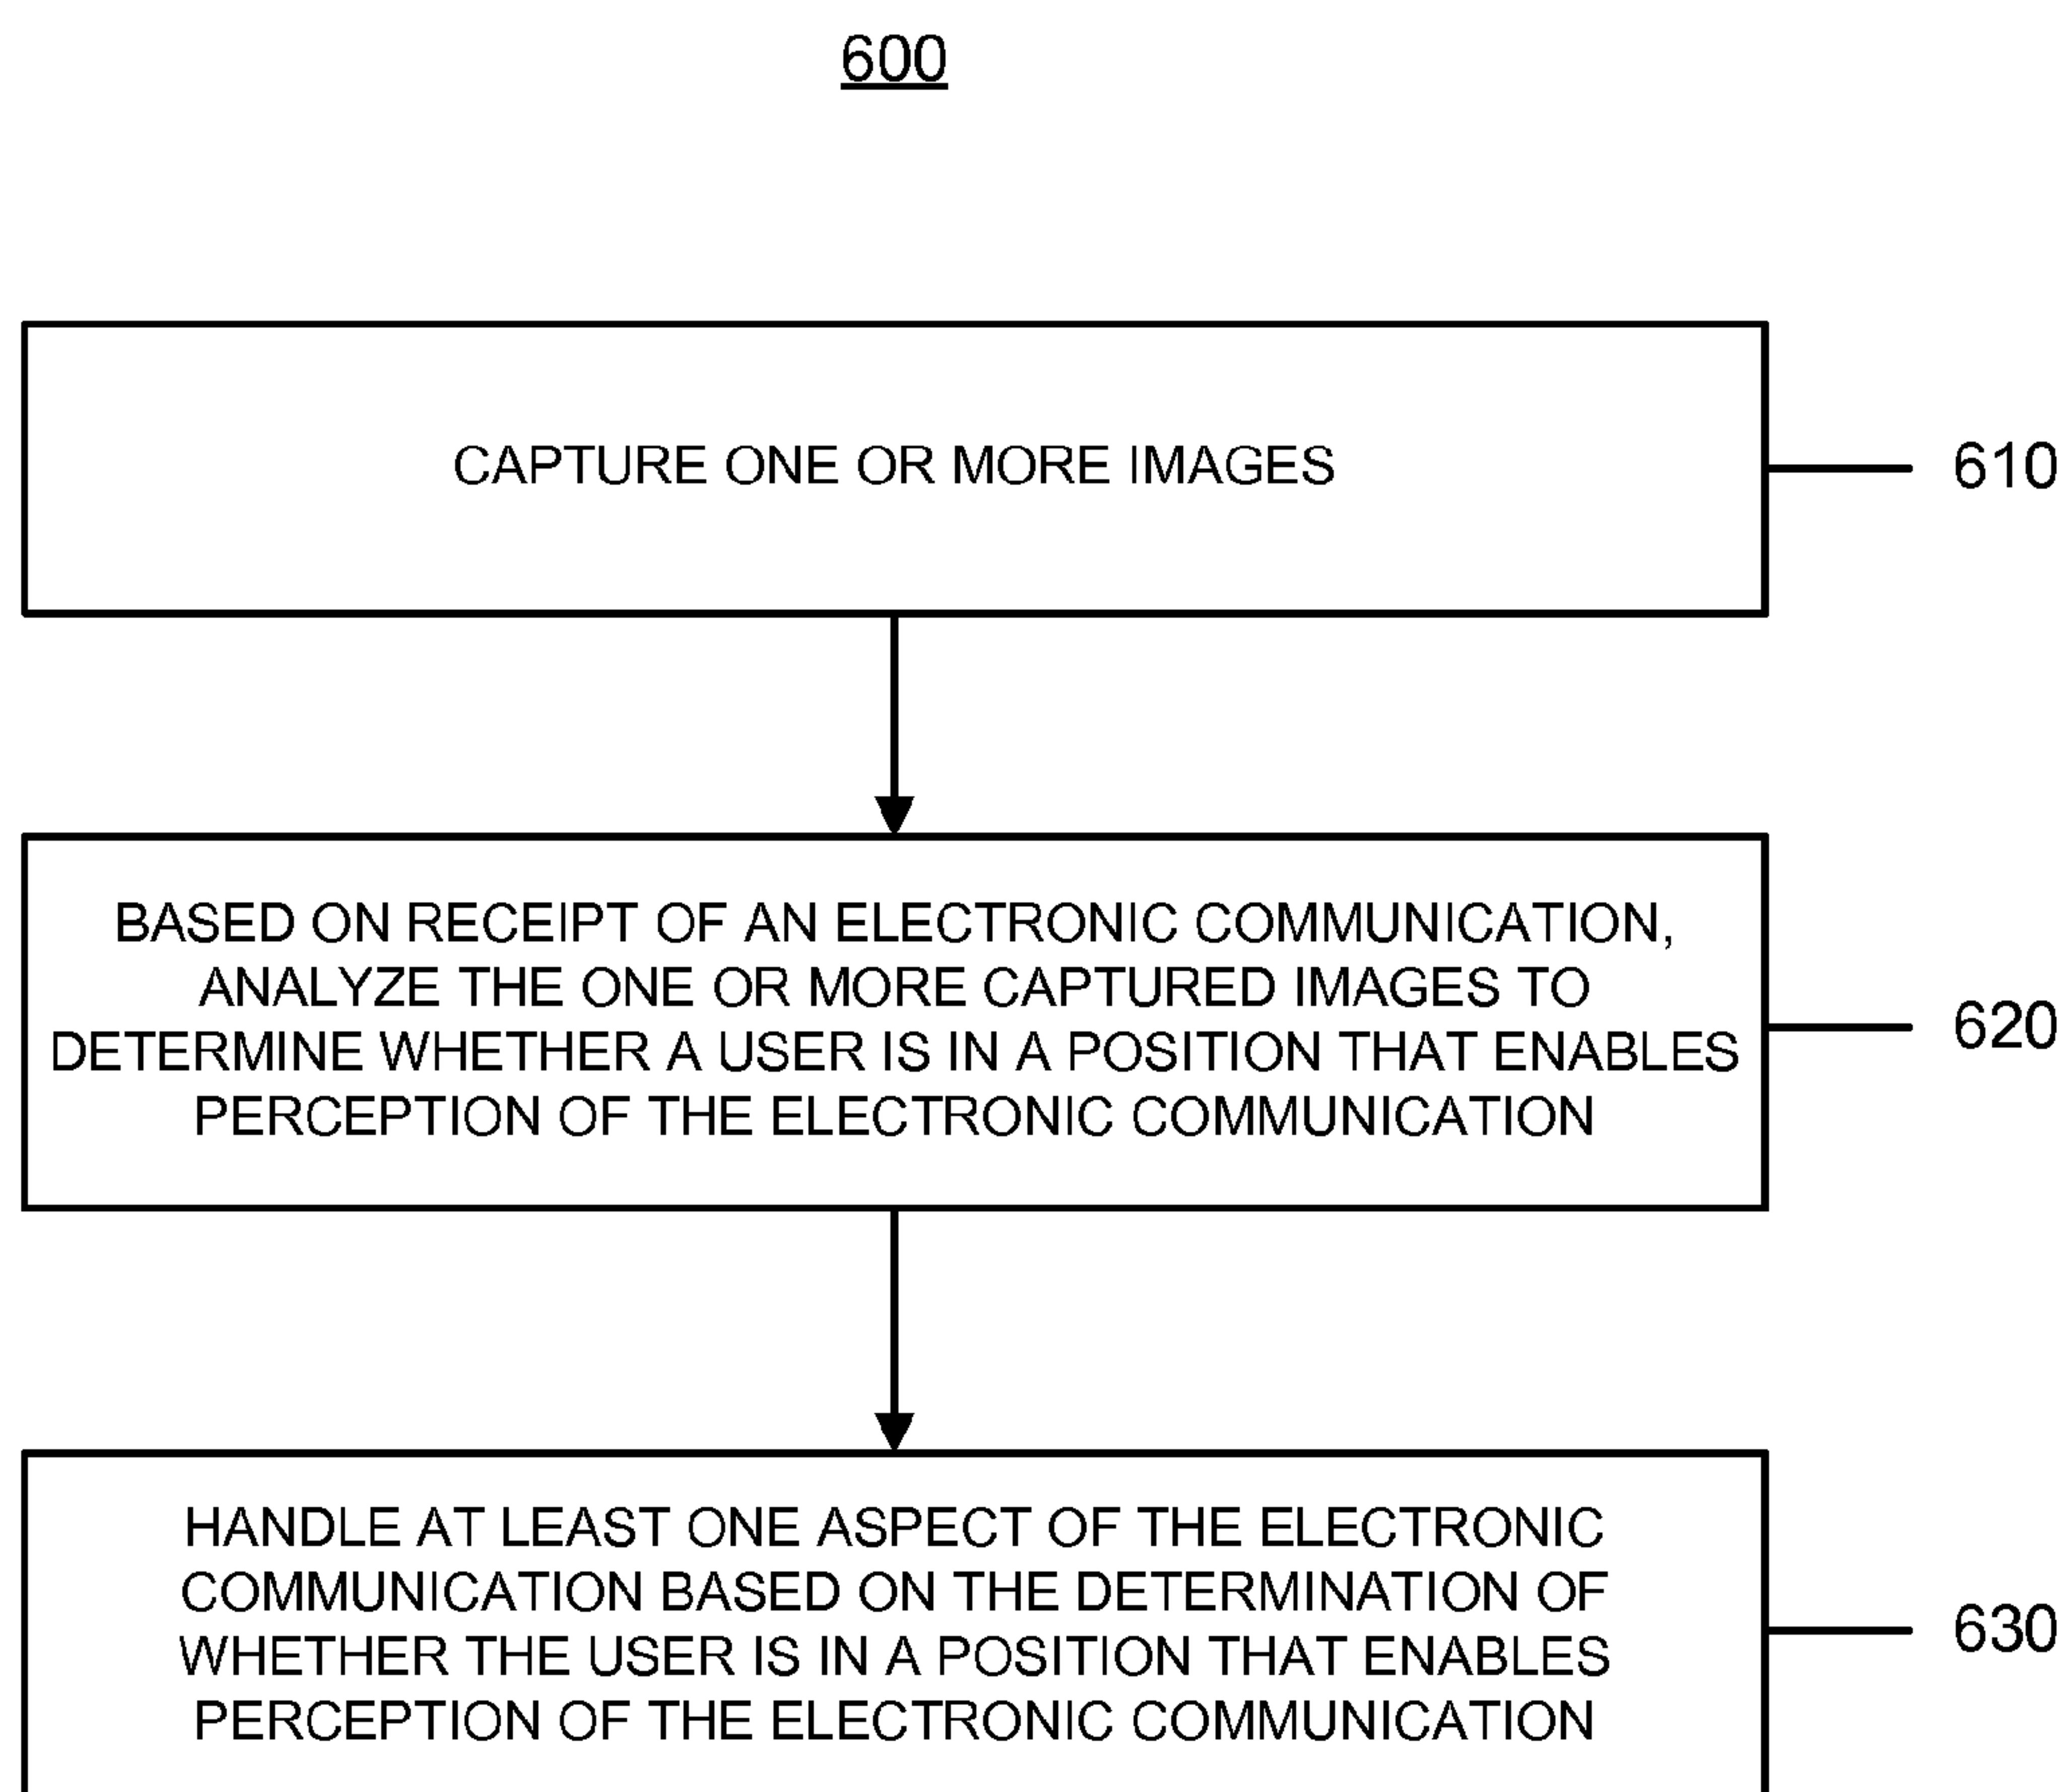 600
CAPTURE ONE OR MORE IMAGES
610
BASED ON RECEIPT OF AN ELECTRONIC COMMUNICATION,
ANALYZE THE ONE OR MORE CAPTURED IMAGES TO
DETERMINE WHETHER A USER IS IN A POSITION THAT ENABLES
PERCEPTION OF THE ELECTRONIC COMMUNICATION
620
HANDLE AT LEAST ONE ASPECT OF THE ELECTRONIC
COMMUNICATION BASED ON THE DETERMINATION OF
WHETHER THE USER IS IN A POSITION THAT ENABLES
PERCEPTION OF THE ELECTRONIC COMMUNICATION
630